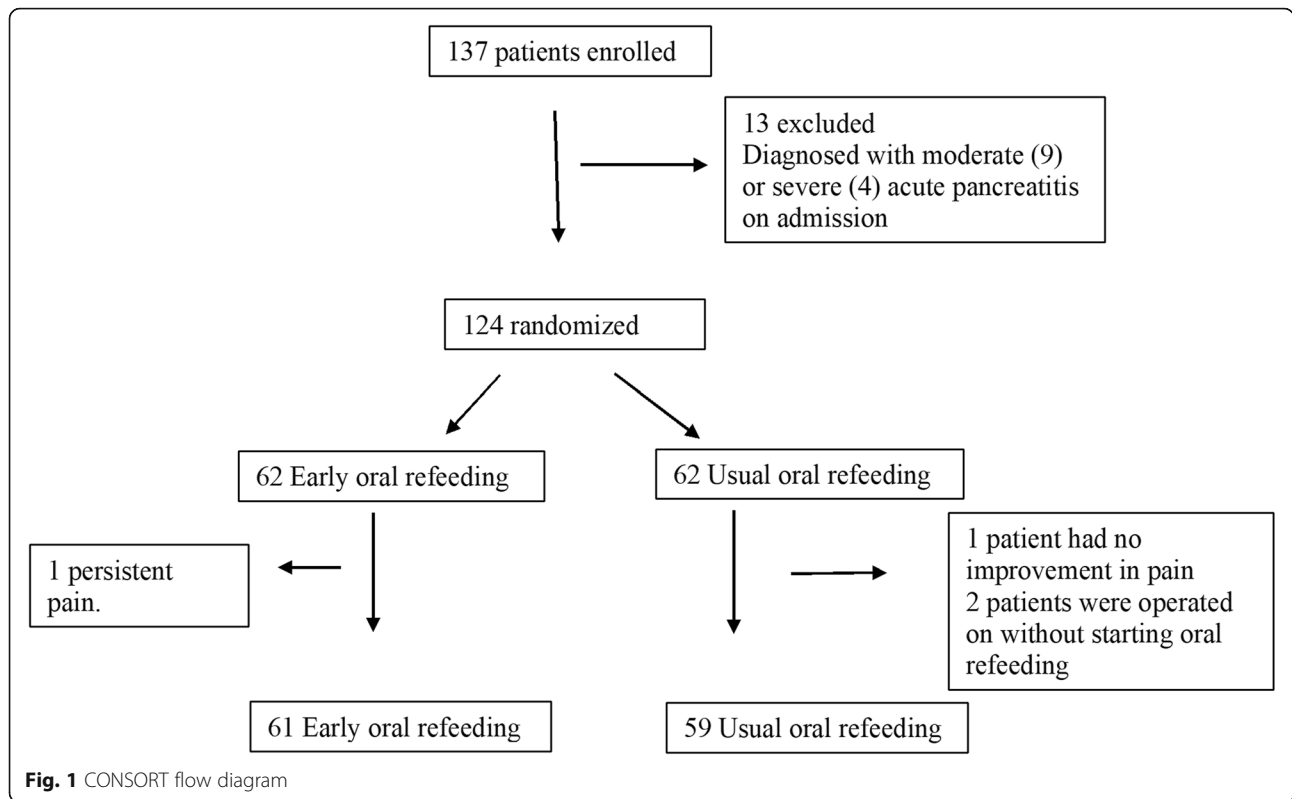 137 patients enrolled
13 excluded
Diagnosed with moderate (9)
or severe (4) acute pancreatitis
on admission
124 randomized
62 Early oral refeeding
62 Usual oral refeeding
1 persistent
pain.
1 patient had no
improvement in pain
2 patients were operated
on without starting oral
refeeding
61 Early oral refeeding
59 Usual oral refeeding
Fig. 1 CONSORT flow diagram